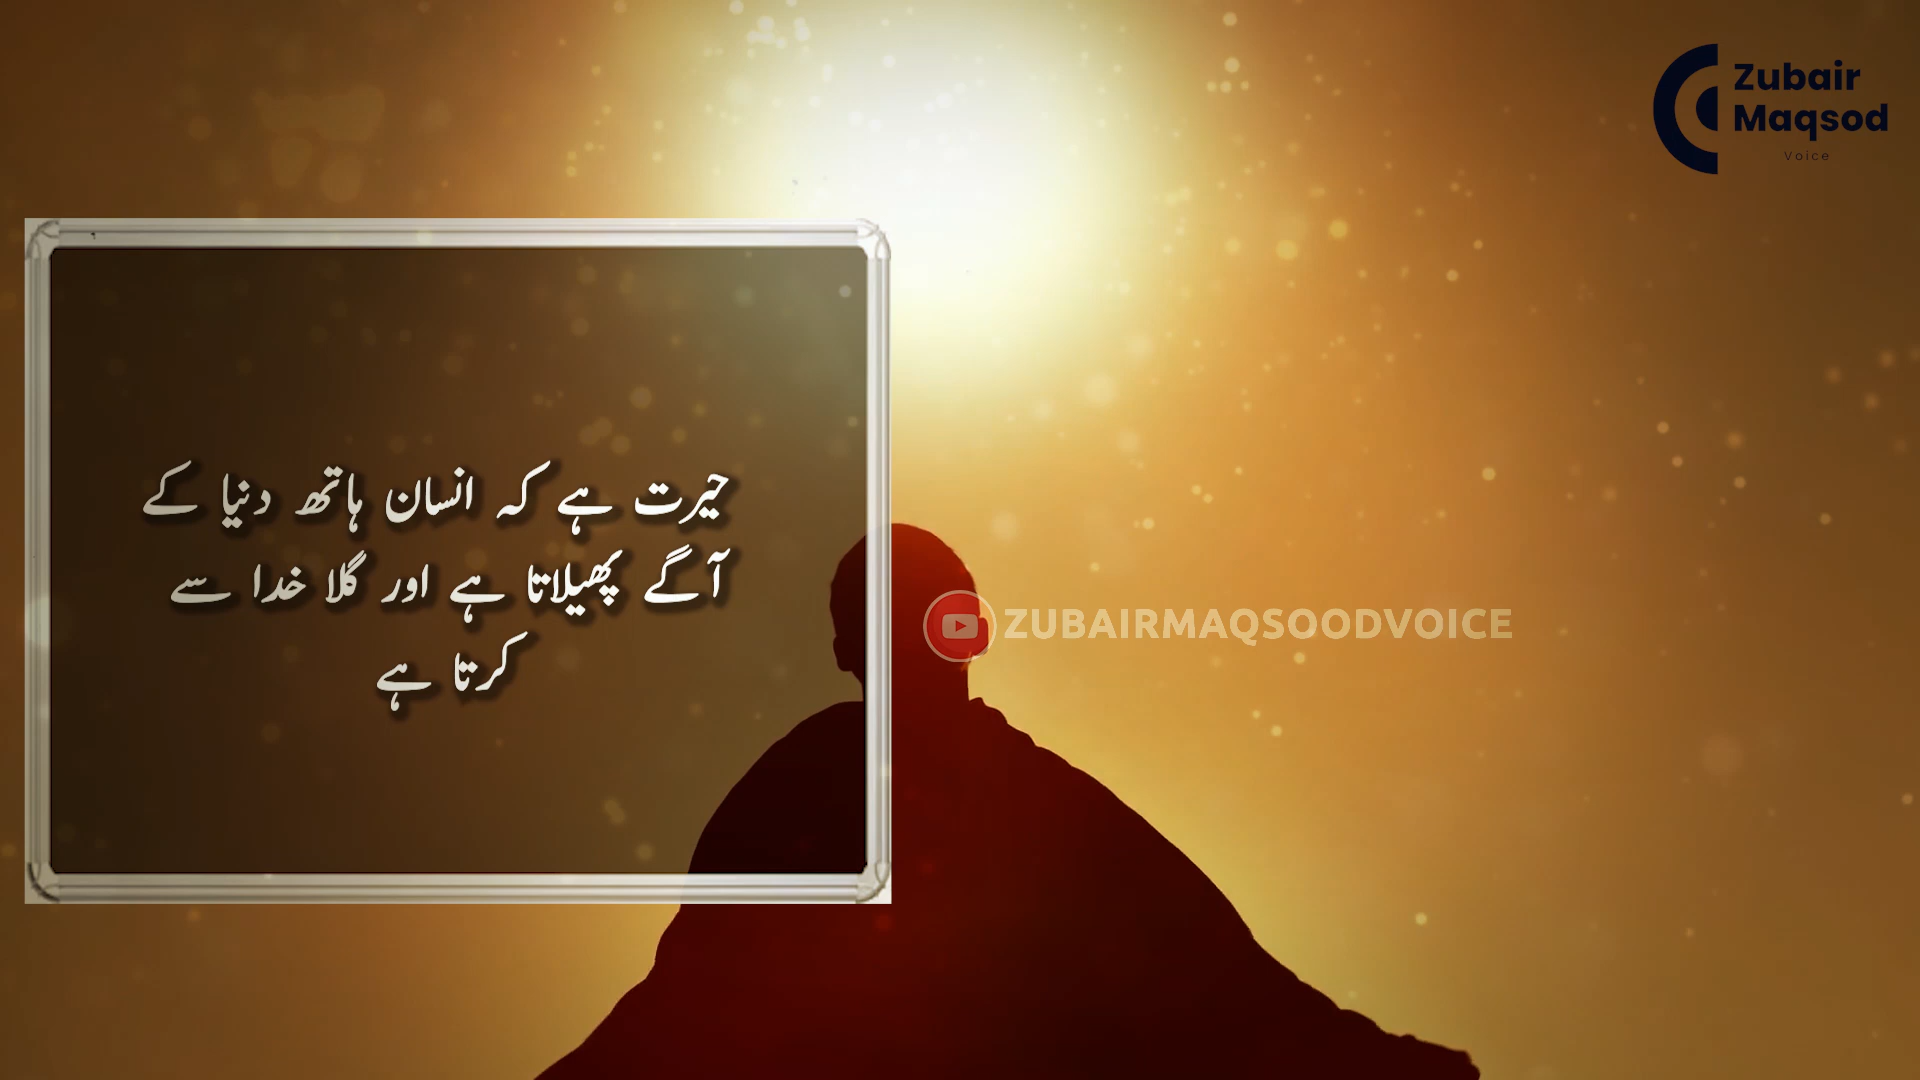 Zubair
Maqsod
Voice
حیرت ہے کہ انسان ہاتھ دنیا کے
آگے پھیلاتا ہے اور گلا خدا سے
کرتا ہے
ZUBAIRMAQSOODVOICE